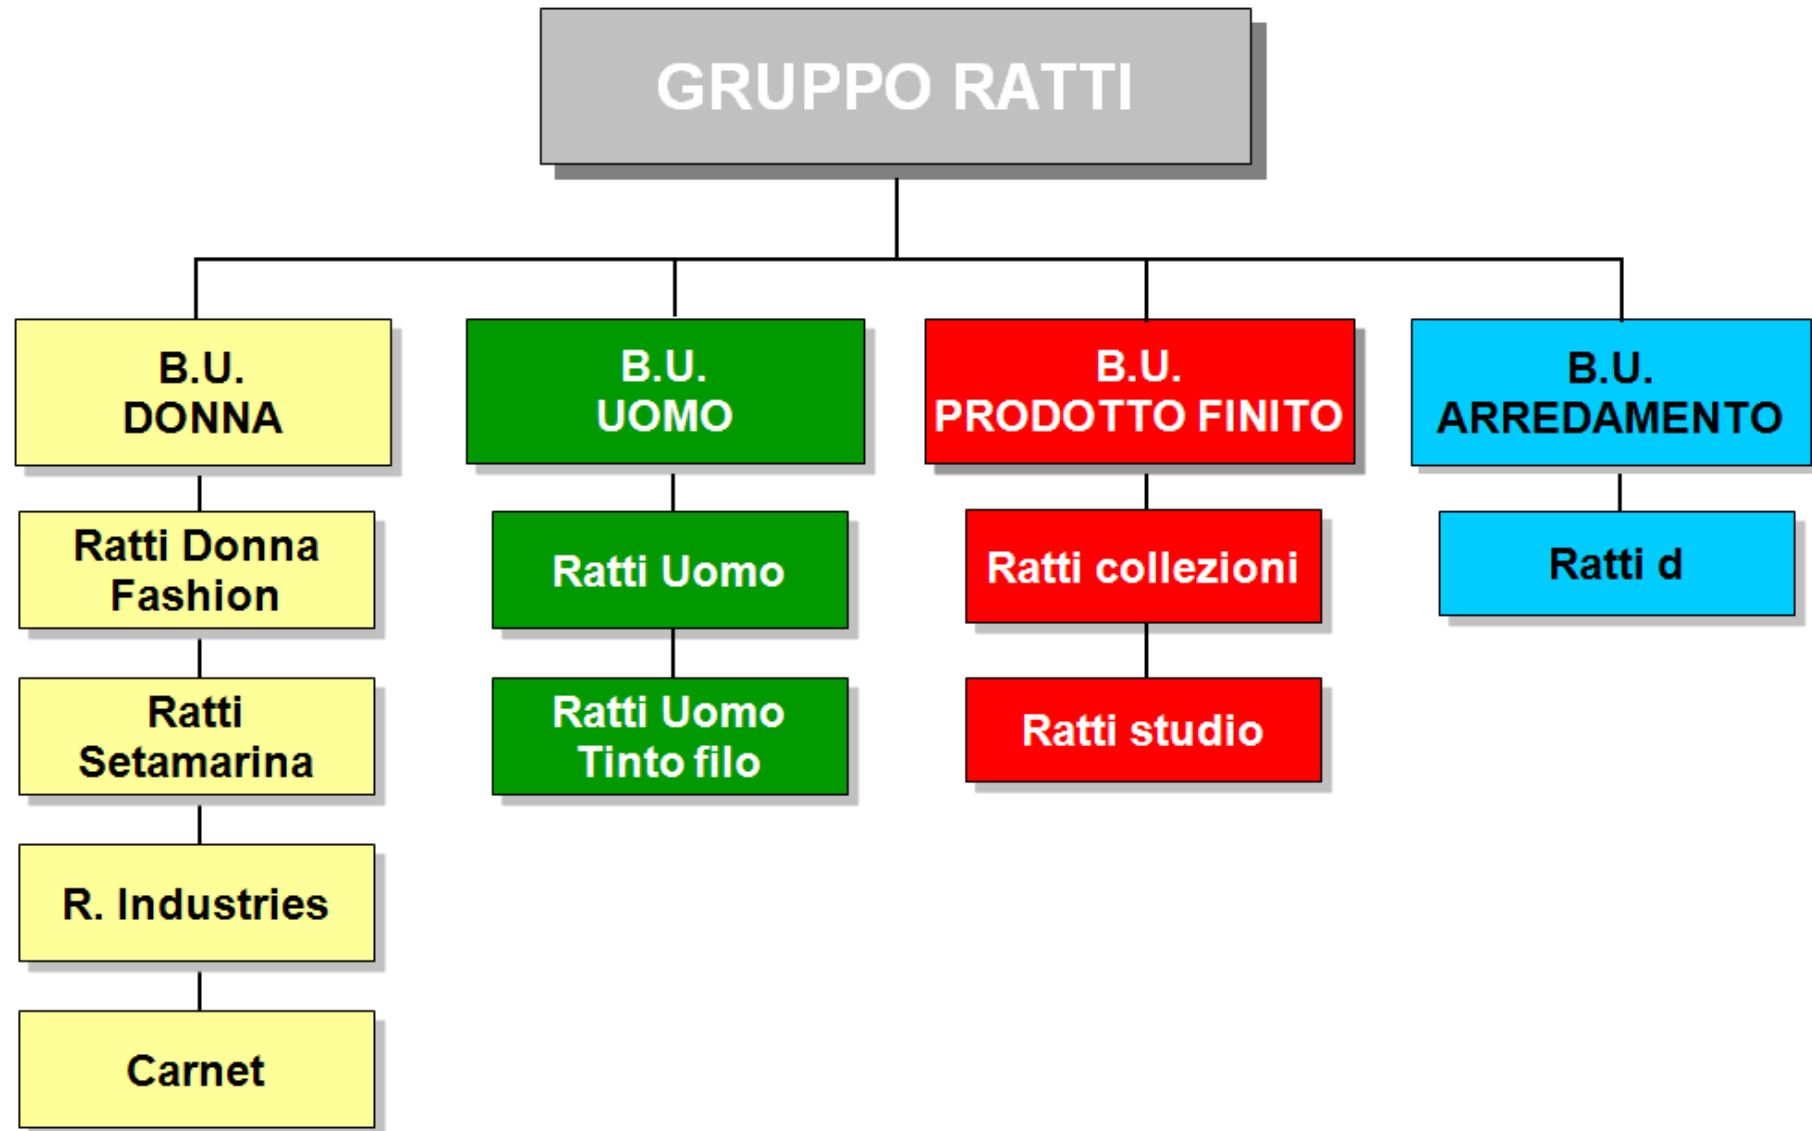 GRUPPO RATTI
B.U.
DONNA
Ratti Donna
Fashion
Ratti
Setamarina
R. Industries
Carnet
B.U.
UOMO
Ratti Uomo
Ratti Uomo
Tinto filo
B.U.
PRODOTTO FINITO
Ratti collezioni
Ratti studio
B.U.
ARREDAMENTO
Ratti d